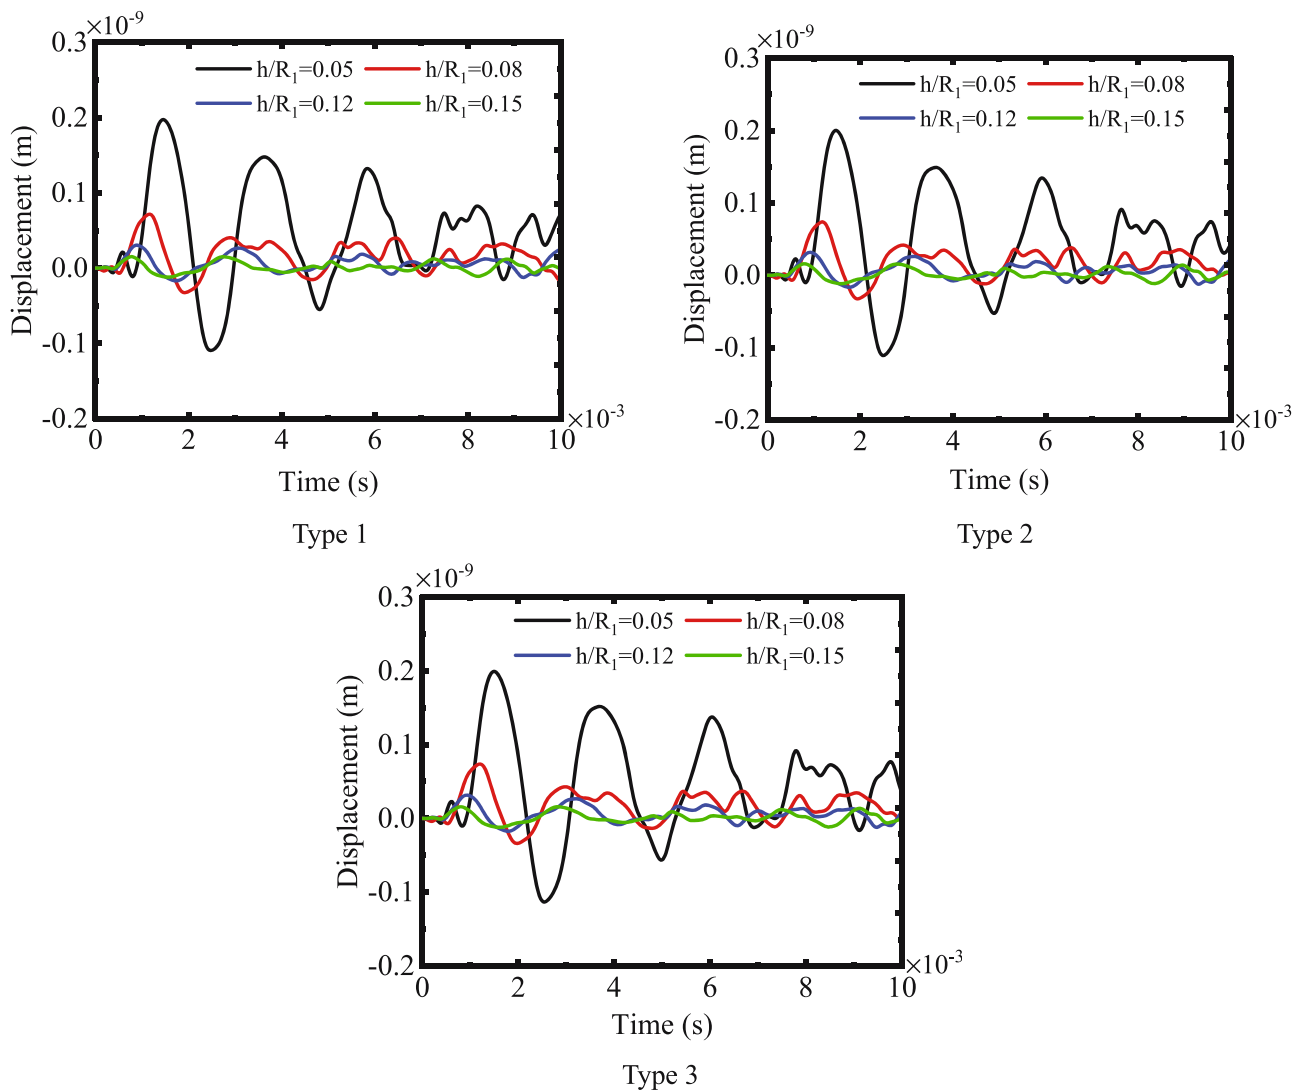 ×10⁻⁹
0.3
h/R₁=0.05 h/R₁=0.08
h/R₁=0.12 h/R₁=0.15
0.2
0.1
0.0
-0.1
-0.2
Displacement (m)
0 2 4 6 8 10
×10⁻³
Time (s)
Type 1
×10⁻⁹
0.3
h/R₁=0.05 h/R₁=0.08
h/R₁=0.12 h/R₁=0.15
0.2
0.1
0.0
-0.1
-0.2
Displacement (m)
0 2 4 6 8 10
×10⁻³
Time (s)
Type 2
×10⁻⁹
0.3
h/R₁=0.05 h/R₁=0.08
h/R₁=0.12 h/R₁=0.15
0.2
0.1
0.0
-0.1
-0.2
Displacement (m)
0 2 4 6 8 10
×10⁻³
Time (s)
Type 3